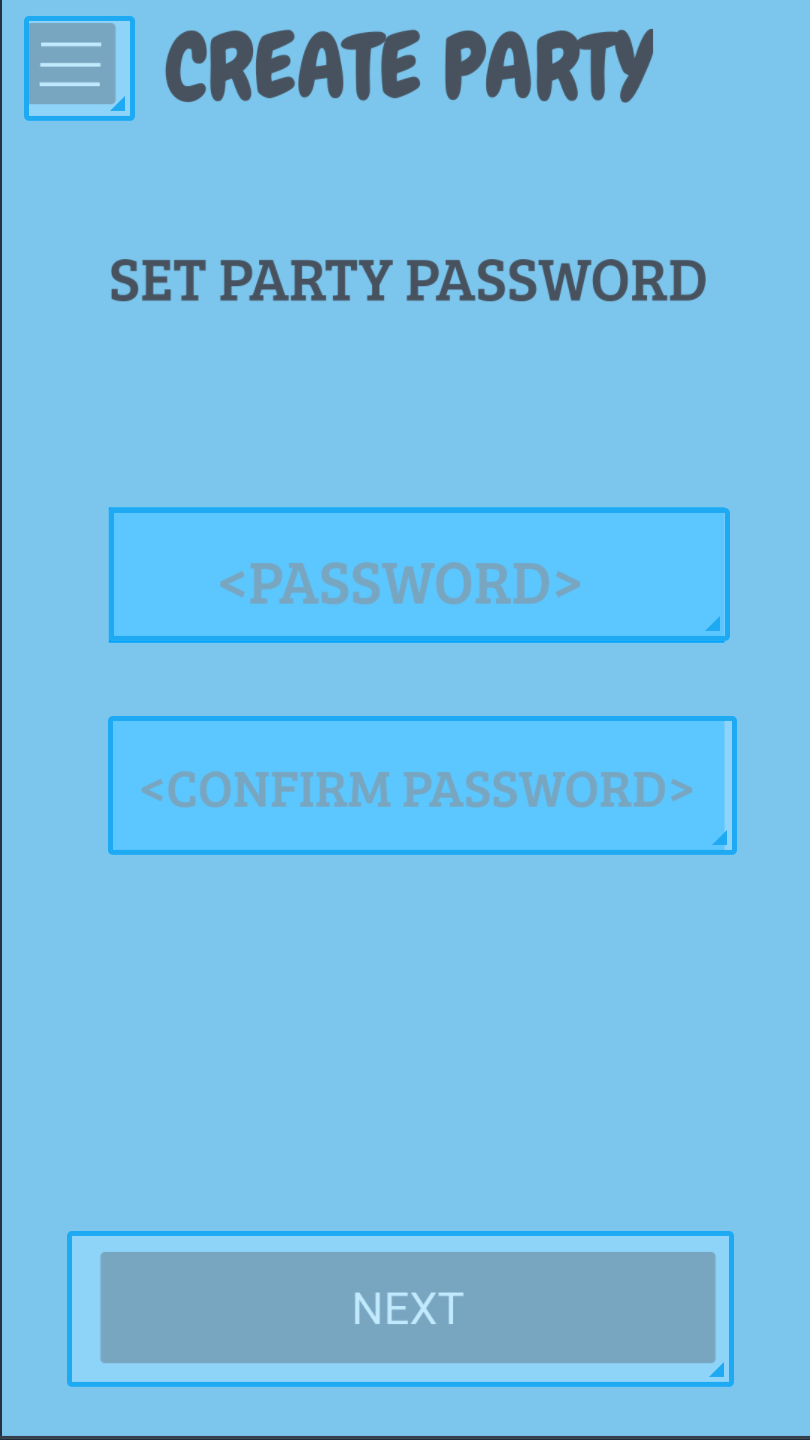 CREATE PARTY
SET PARTY PASSWORD
<PASSWORD>
<CONFIRM PASSWORD>
NEXT